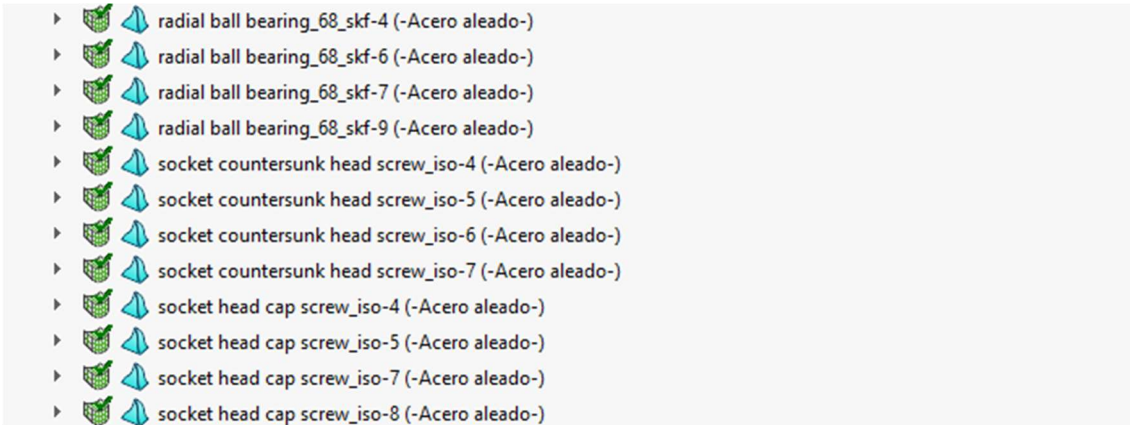 radial ball bearing_68_skf-4 (-Acero aleado-)
radial ball bearing_68_skf-6 (-Acero aleado-)
radial ball bearing_68_skf-7 (-Acero aleado-)
radial ball bearing_68_skf-9 (-Acero aleado-)
socket countersunk head screw_iso-4 (-Acero aleado-)
socket countersunk head screw_iso-5 (-Acero aleado-)
socket countersunk head screw_iso-6 (-Acero aleado-)
socket countersunk head screw_iso-7 (-Acero aleado-)
socket head cap screw_iso-4 (-Acero aleado-)
socket head cap screw_iso-5 (-Acero aleado-)
socket head cap screw_iso-7 (-Acero aleado-)
socket head cap screw_iso-8 (-Acero aleado-)